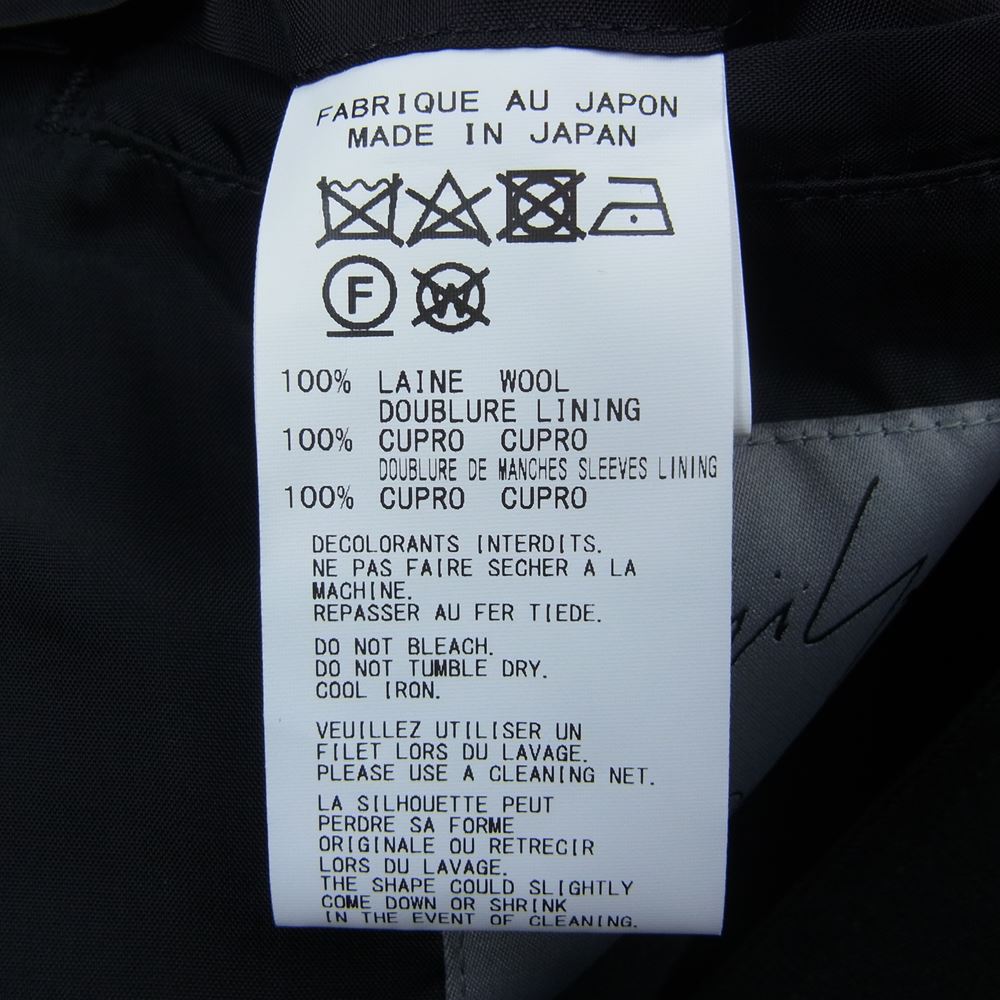 FABRIQUE AU JAPON
MADE IN JAPAN
F
W
100% LAINE WOOL
DOUBLURE LINING
100% CUPRO CUPRO
DOUBLURE DE MANCHES SLEEVES LINING
100% CUPRO CUPRO
DECOLORANTS INTERDITS.
NE PAS FAIRE SECHER A LA
MACHINE.
REPASSER AU FER TIEDE.
DO NOT BLEACH.
DO NOT TUMBLE DRY.
COOL IRON.
VEUILLEZ UTILISER UN
FILET LORS DU LAVAGE.
PLEASE USE A CLEANING NET.
LA SILHOUETTE PEUT
PERDRE SA FORME
ORIGINALE OU RETRECIR
LORS DU LAVAGE.
THE SHAPE COULD SLIGHTLY
COME DOWN OR SHRINK
IN THE EVENT OF CLEANING.